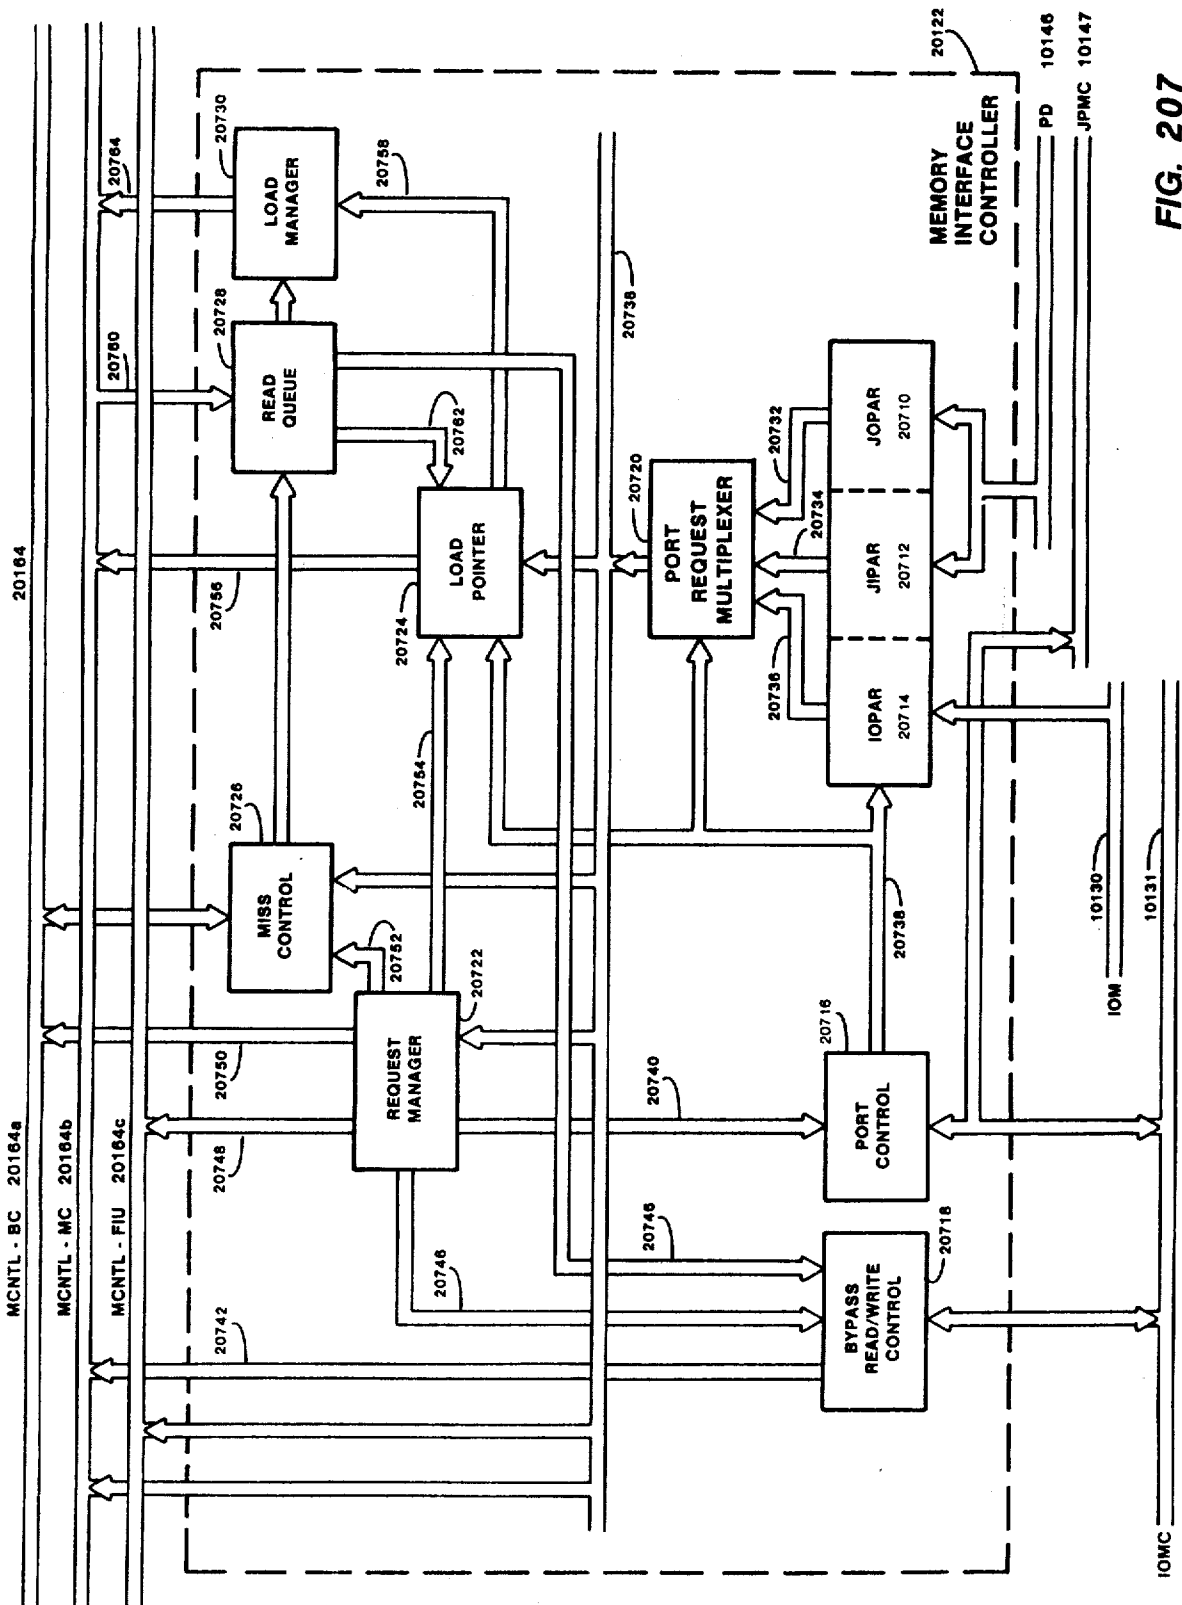 20164
MCNTL - BC 20164a
MCNTL - MC 20164b
MCNTL - FIU 20164c
20742
20748
20750
20756
20760
20764
20726
MISS
CONTROL
20728
READ
QUEUE
20730
LOAD
MANAGER
20752
20722
REQUEST
MANAGER
20754
20724
LOAD
POINTER
20762
20758
20746
20740
20746
20738
20720
PORT
REQUEST
MULTIPLEXER
20736
20734
20732
20718
BYPASS
READ/WRITE
CONTROL
20716
PORT
CONTROL
20738
IOPAR
20714
JIPAR
20712
JOPAR
20710
MEMORY
INTERFACE
CONTROLLER
20122
PD 10146
JPMC 10147
IOM
10130
IOMC
10131
FIG. 207